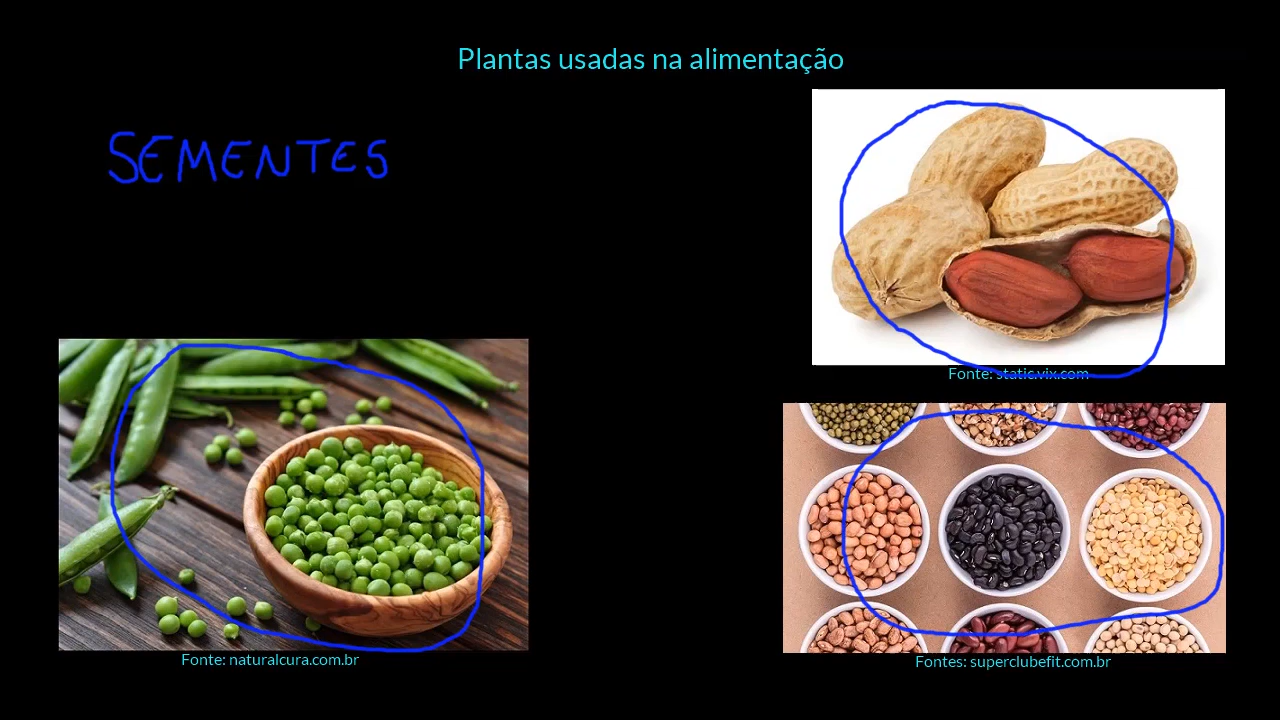 Plantas usadas na alimentação
SEMENTES
Fonte: static.vix.com
Fonte: naturalcura.com.br
Fontes: superclubefit.com.br